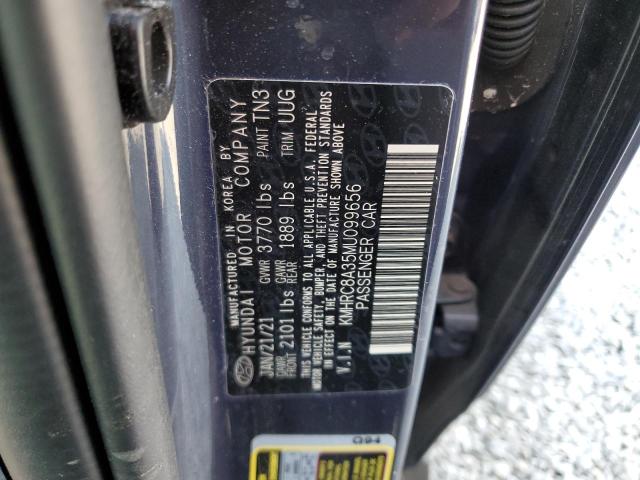 MANUFACTURED IN KOREA BY
HYUNDAI MOTOR COMPANY
JAN/21/21 GVWR 3770 lbs PAINT TN3
GAWR FRONT 2101 lbs GAWR REAR 1889 lbs TRIM UUG
THIS VEHICLE CONFORMS TO ALL APPLICABLE U.S.A. FEDERAL
MOTOR VEHICLE SAFETY, BUMPER, AND THEFT PREVENTION STANDARDS
IN EFFECT ON THE DATE OF MANUFACTURE SHOWN ABOVE
V.I.N KMHRC8A35MU099656
PASSENGER CAR
G94